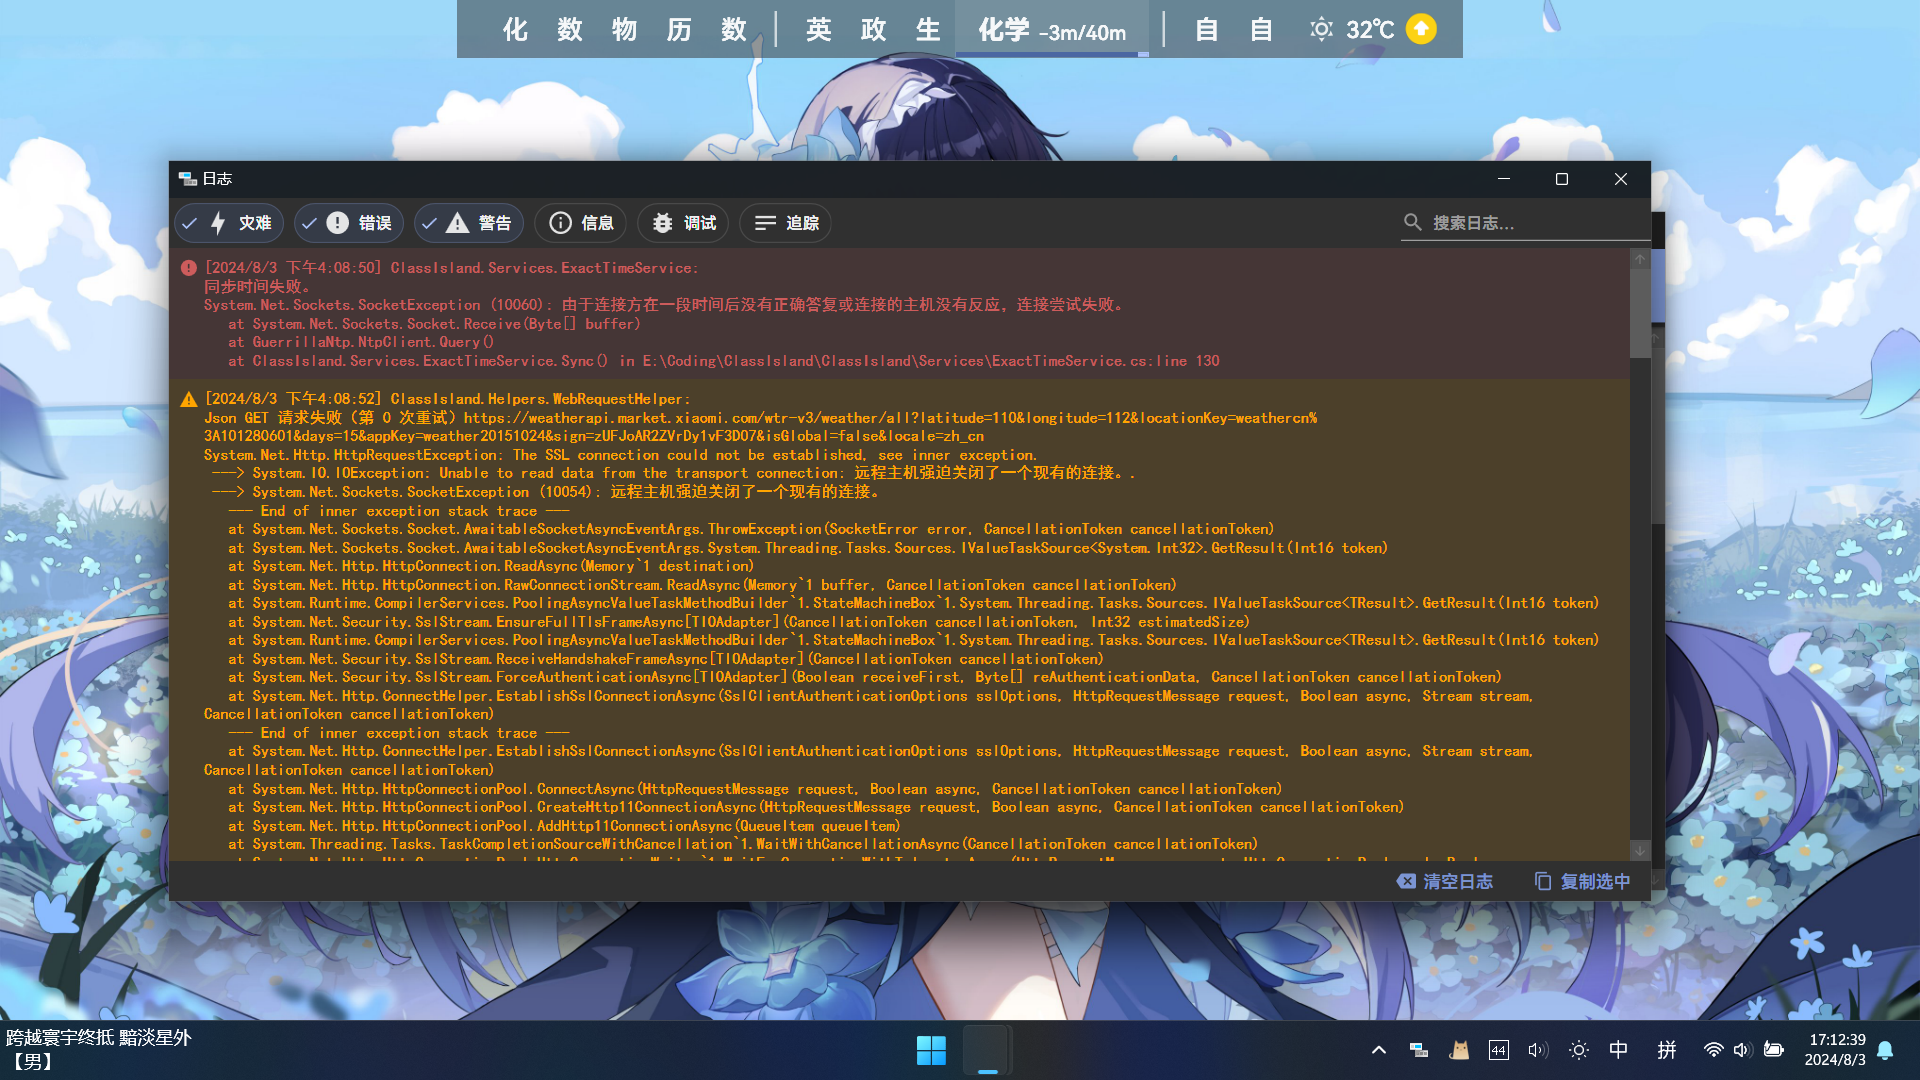 化 数 物 历 数 | 英 政 生 化学 -3m/40m | 自 自 32℃
日志
灾难 错误 警告 信息 调试 追踪 搜索日志...
[2024/8/3 下午4:08:50] ClassIsland.Services.ExactTimeService:
同步时间失败。
System.Net.Sockets.SocketException (10060): 由于连接方在一段时间后没有正确答复或连接的主机没有反应，连接尝试失败。
at System.Net.Sockets.Socket.Receive(Byte[] buffer)
at GuerrillaNtp.NtpClient.Query()
at ClassIsland.Services.ExactTimeService.Sync() in E:\Coding\ClassIsland\ClassIsland\Services\ExactTimeService.cs:line 130
[2024/8/3 下午4:08:52] ClassIsland.Helpers.WebRequestHelper:
Json GET 请求失败（第 0 次重试）https://weatherapi.market.xiaomi.com/wtr-v3/weather/all?latitude=110&longitude=112&locationKey=weathercn%
3A101280601&days=15&appKey=weather20151024&sign=zUFJoAR2ZVrDy1vF3D07&isGlobal=false&locale=zh_cn
System.Net.Http.HttpRequestException: The SSL connection could not be established, see inner exception.
---> System.IO.IOException: Unable to read data from the transport connection: 远程主机强迫关闭了一个现有的连接。.
---> System.Net.Sockets.SocketException (10054): 远程主机强迫关闭了一个现有的连接。
--- End of inner exception stack trace ---
at System.Net.Sockets.Socket.AwaitableSocketAsyncEventArgs.ThrowException(SocketError error, CancellationToken cancellationToken)
at System.Net.Sockets.Socket.AwaitableSocketAsyncEventArgs.System.Threading.Tasks.Sources.IValueTaskSource<System.Int32>.GetResult(Int16 token)
at System.Net.Http.HttpConnection.ReadAsync(Memory`1 destination)
at System.Net.Http.HttpConnection.RawConnectionStream.ReadAsync(Memory`1 buffer, CancellationToken cancellationToken)
at System.Runtime.CompilerServices.PoolingAsyncValueTaskMethodBuilder`1.StateMachineBox`1.System.Threading.Tasks.Sources.IValueTaskSource<TResult>.GetResult(Int16 token)
at System.Net.Security.SslStream.EnsureFullTlsFrameAsync[TIOAdapter](CancellationToken cancellationToken, Int32 estimatedSize)
at System.Runtime.CompilerServices.PoolingAsyncValueTaskMethodBuilder`1.StateMachineBox`1.System.Threading.Tasks.Sources.IValueTaskSource<TResult>.GetResult(Int16 token)
at System.Net.Security.SslStream.ReceiveHandshakeFrameAsync[TIOAdapter](CancellationToken cancellationToken)
at System.Net.Security.SslStream.ForceAuthenticationAsync[TIOAdapter](Boolean receiveFirst, Byte[] reAuthenticationData, CancellationToken cancellationToken)
at System.Net.Http.ConnectHelper.EstablishSslConnectionAsync(SslClientAuthenticationOptions sslOptions, HttpRequestMessage request, Boolean async, Stream stream,
CancellationToken cancellationToken)
--- End of inner exception stack trace ---
at System.Net.Http.ConnectHelper.EstablishSslConnectionAsync(SslClientAuthenticationOptions sslOptions, HttpRequestMessage request, Boolean async, Stream stream,
CancellationToken cancellationToken)
at System.Net.Http.HttpConnectionPool.ConnectAsync(HttpRequestMessage request, Boolean async, CancellationToken cancellationToken)
at System.Net.Http.HttpConnectionPool.CreateHttp11ConnectionAsync(HttpRequestMessage request, Boolean async, CancellationToken cancellationToken)
at System.Net.Http.HttpConnectionPool.AddHttp11ConnectionAsync(QueueItem queueItem)
at System.Threading.Tasks.TaskCompletionSourceWithCancellation`1.WaitWithCancellationAsync(CancellationToken cancellationToken)
清空日志 复制选中
跨越寰宇终抵 黯淡星外
【男】
44 中 拼
17:12:39
2024/8/3